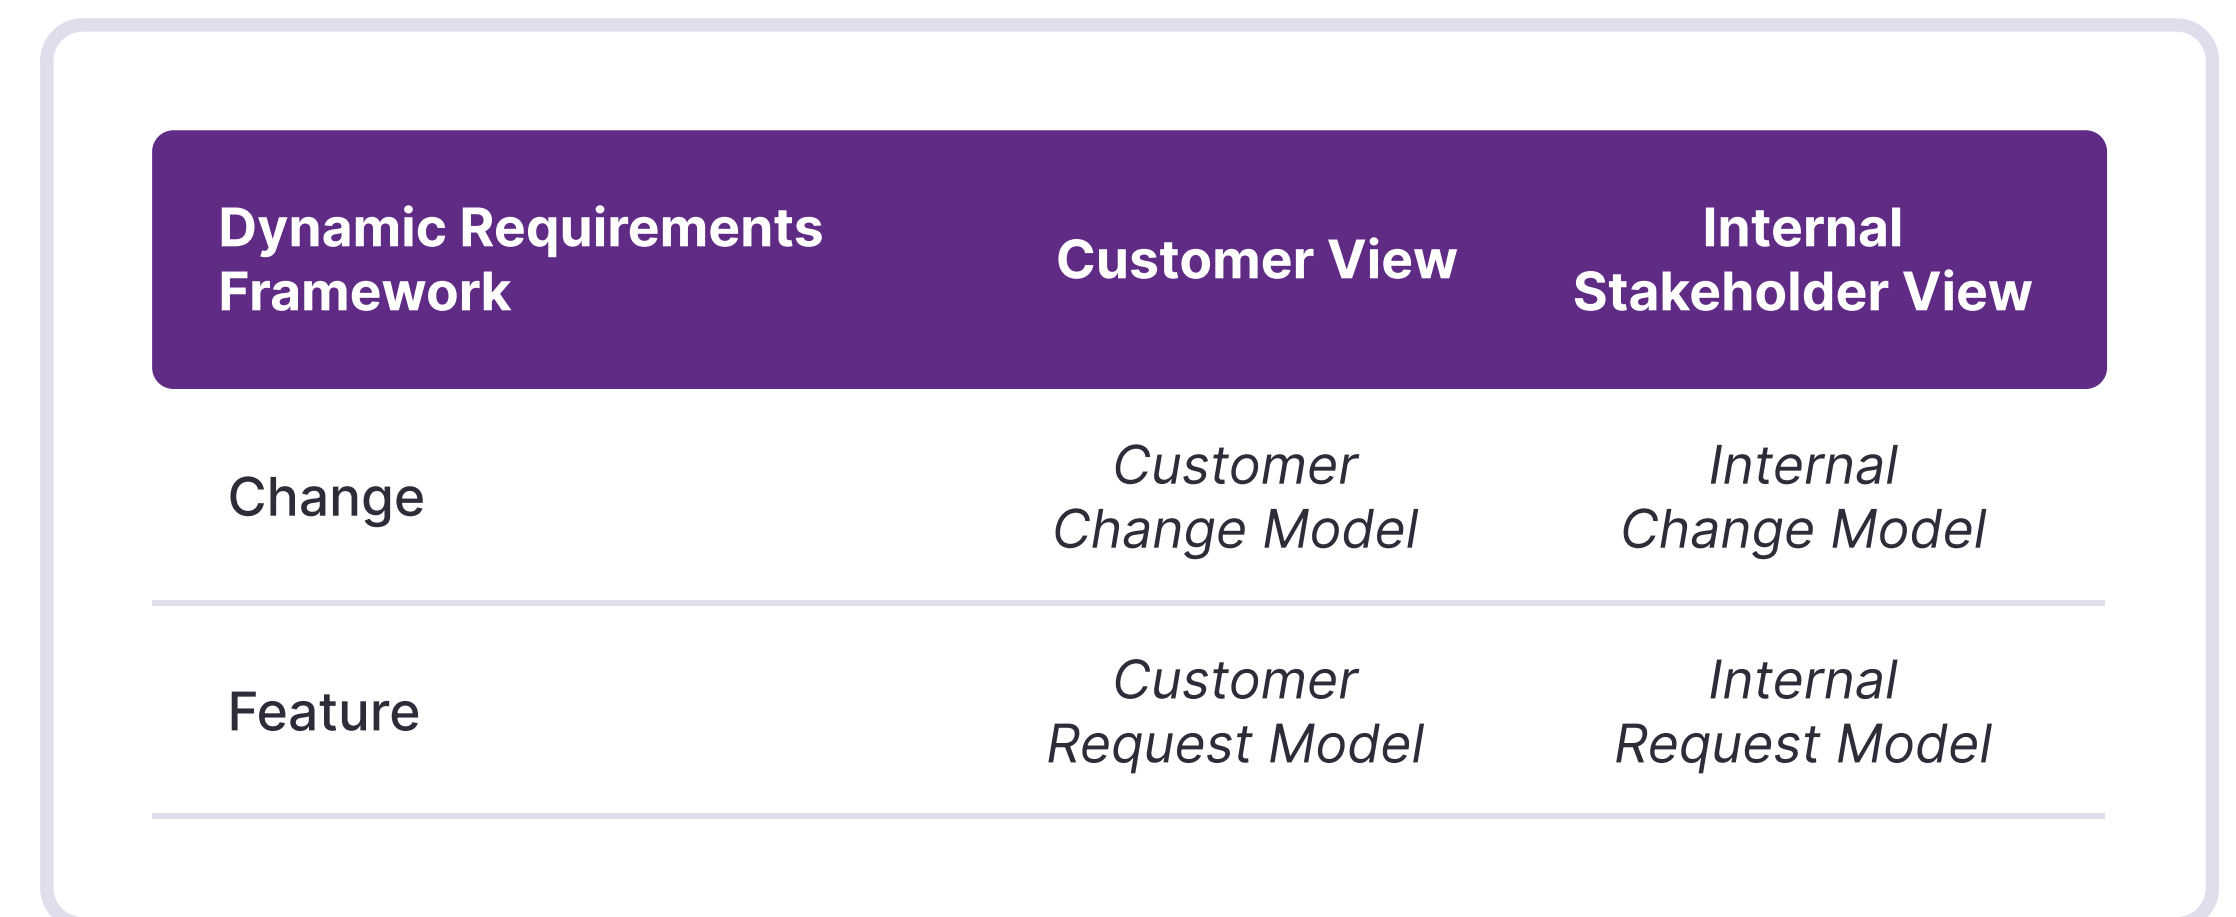 Dynamic Requirements
Framework
Customer View
Internal
Stakeholder View
Change
Customer
Change Model
Internal
Change Model
Feature
Customer
Request Model
Internal
Request Model